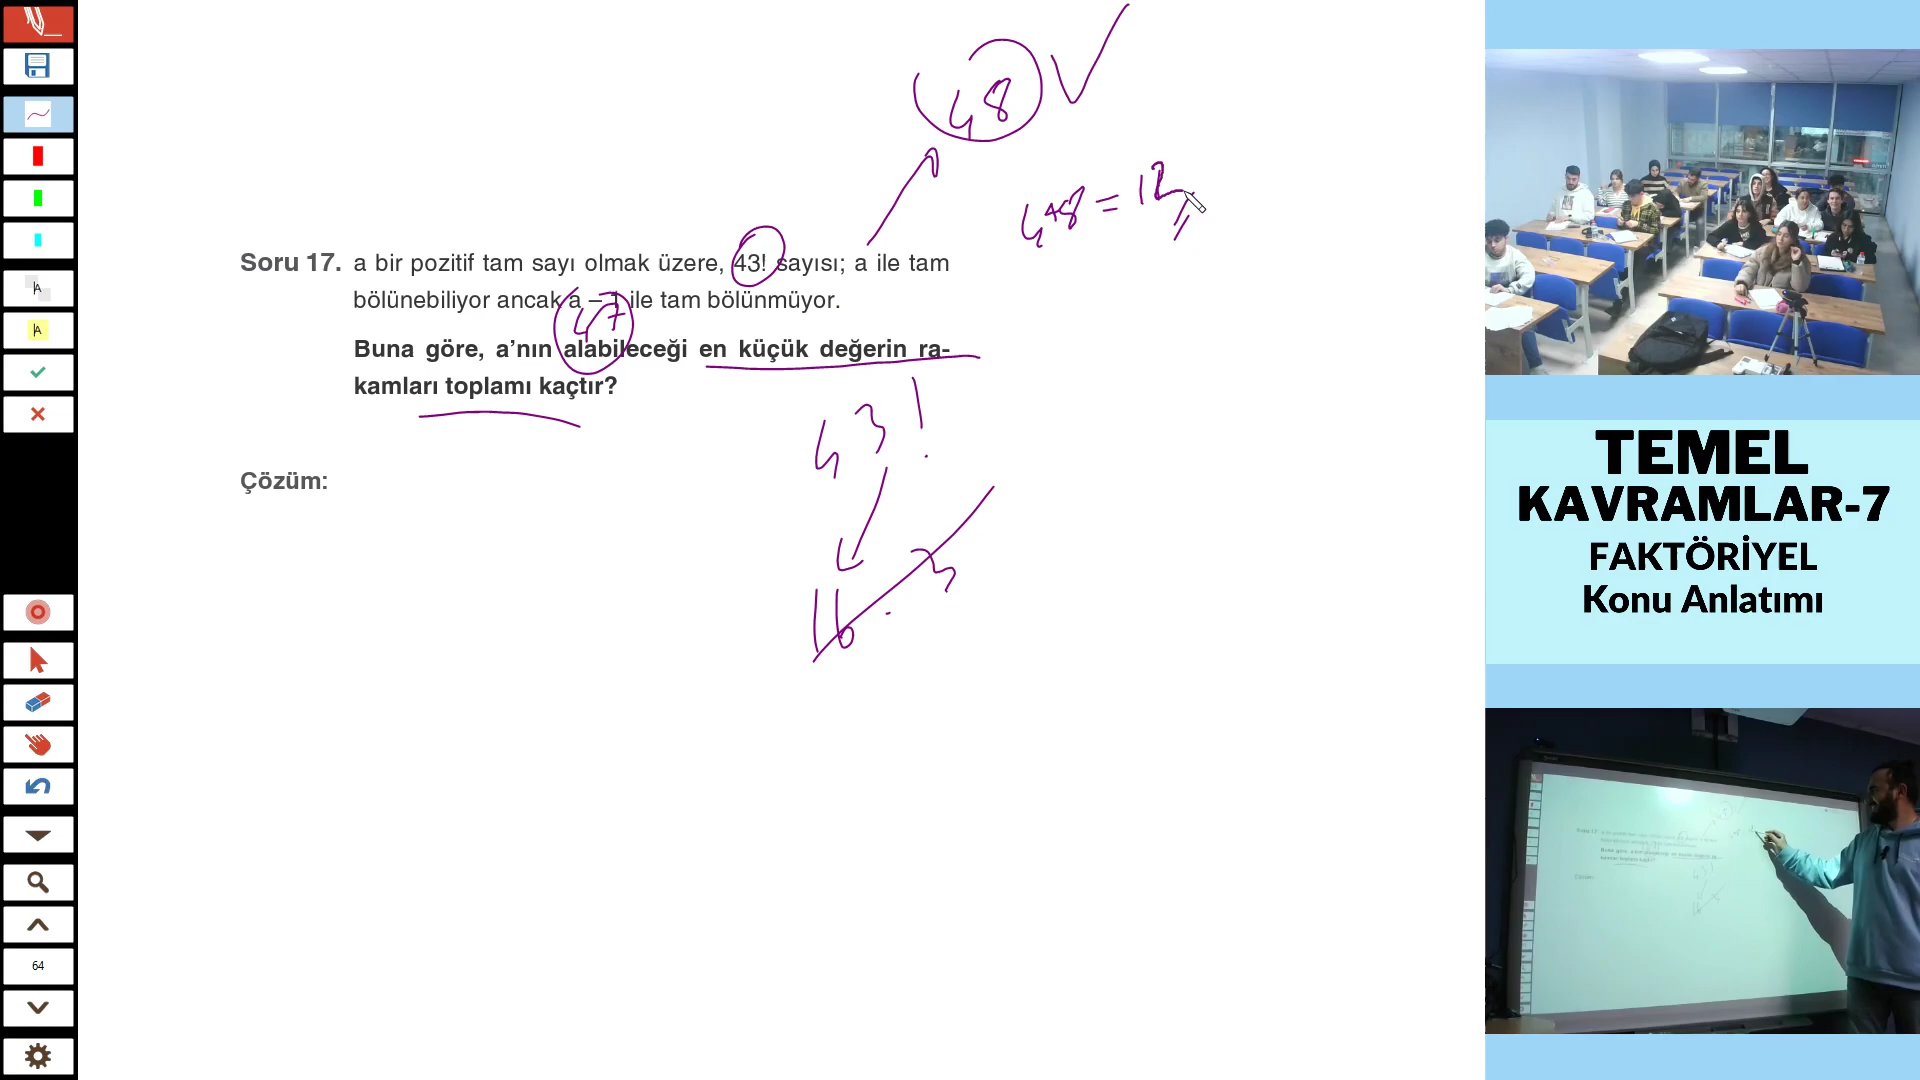 48
4+8=12
Soru 17. a bir pozitif tam sayı olmak üzere, 43! sayısı; a ile tam
bölünebiliyor ancak a – 1 ile tam bölünmüyor.
47
Buna göre, a’nın alabileceği en küçük değerin ra-
kamları toplamı kaçtır?
43!
Çözüm:
16.3
64
TEMEL
KAVRAMLAR-7
FAKTÖRİYEL
Konu Anlatımı